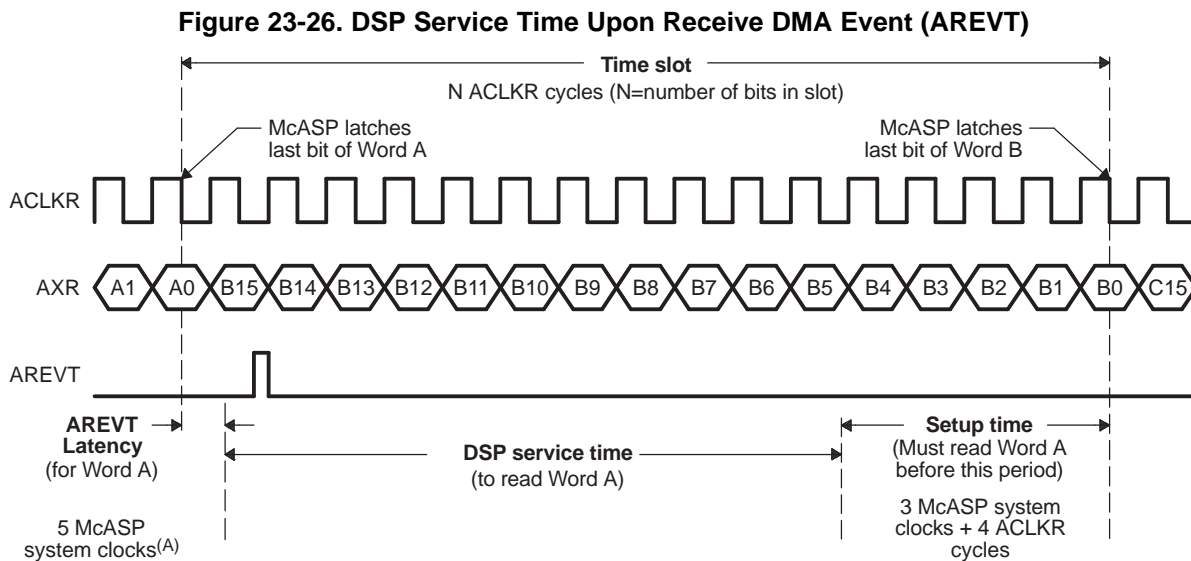 Figure 23-26. DSP Service Time Upon Receive DMA Event (AREVT)
Time slot
N ACLKR cycles (N=number of bits in slot)
McASP latches
last bit of Word A
McASP latches
last bit of Word B
ACLKR
AXR A1 A0 B15 B14 B13 B12 B11 B10 B9 B8 B7 B6 B5 B4 B3 B2 B1 B0 C15
AREVT
AREVT
Latency
(for Word A)
5 McASP
system clocks(A)
DSP service time
(to read Word A)
Setup time
(Must read Word A
before this period)
3 McASP system
clocks + 4 ACLKR
cycles